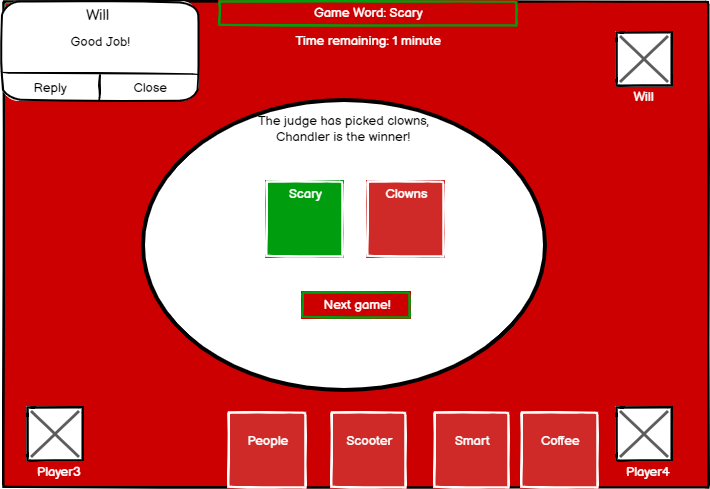 Will
Good Job!
Reply
Close
Game Word: Scary
Time remaining: 1 minute
Will
The judge has picked clowns,
Chandler is the winner!
Scary
Clowns
Next game!
Player3
People
Scooter
Smart
Coffee
Player4